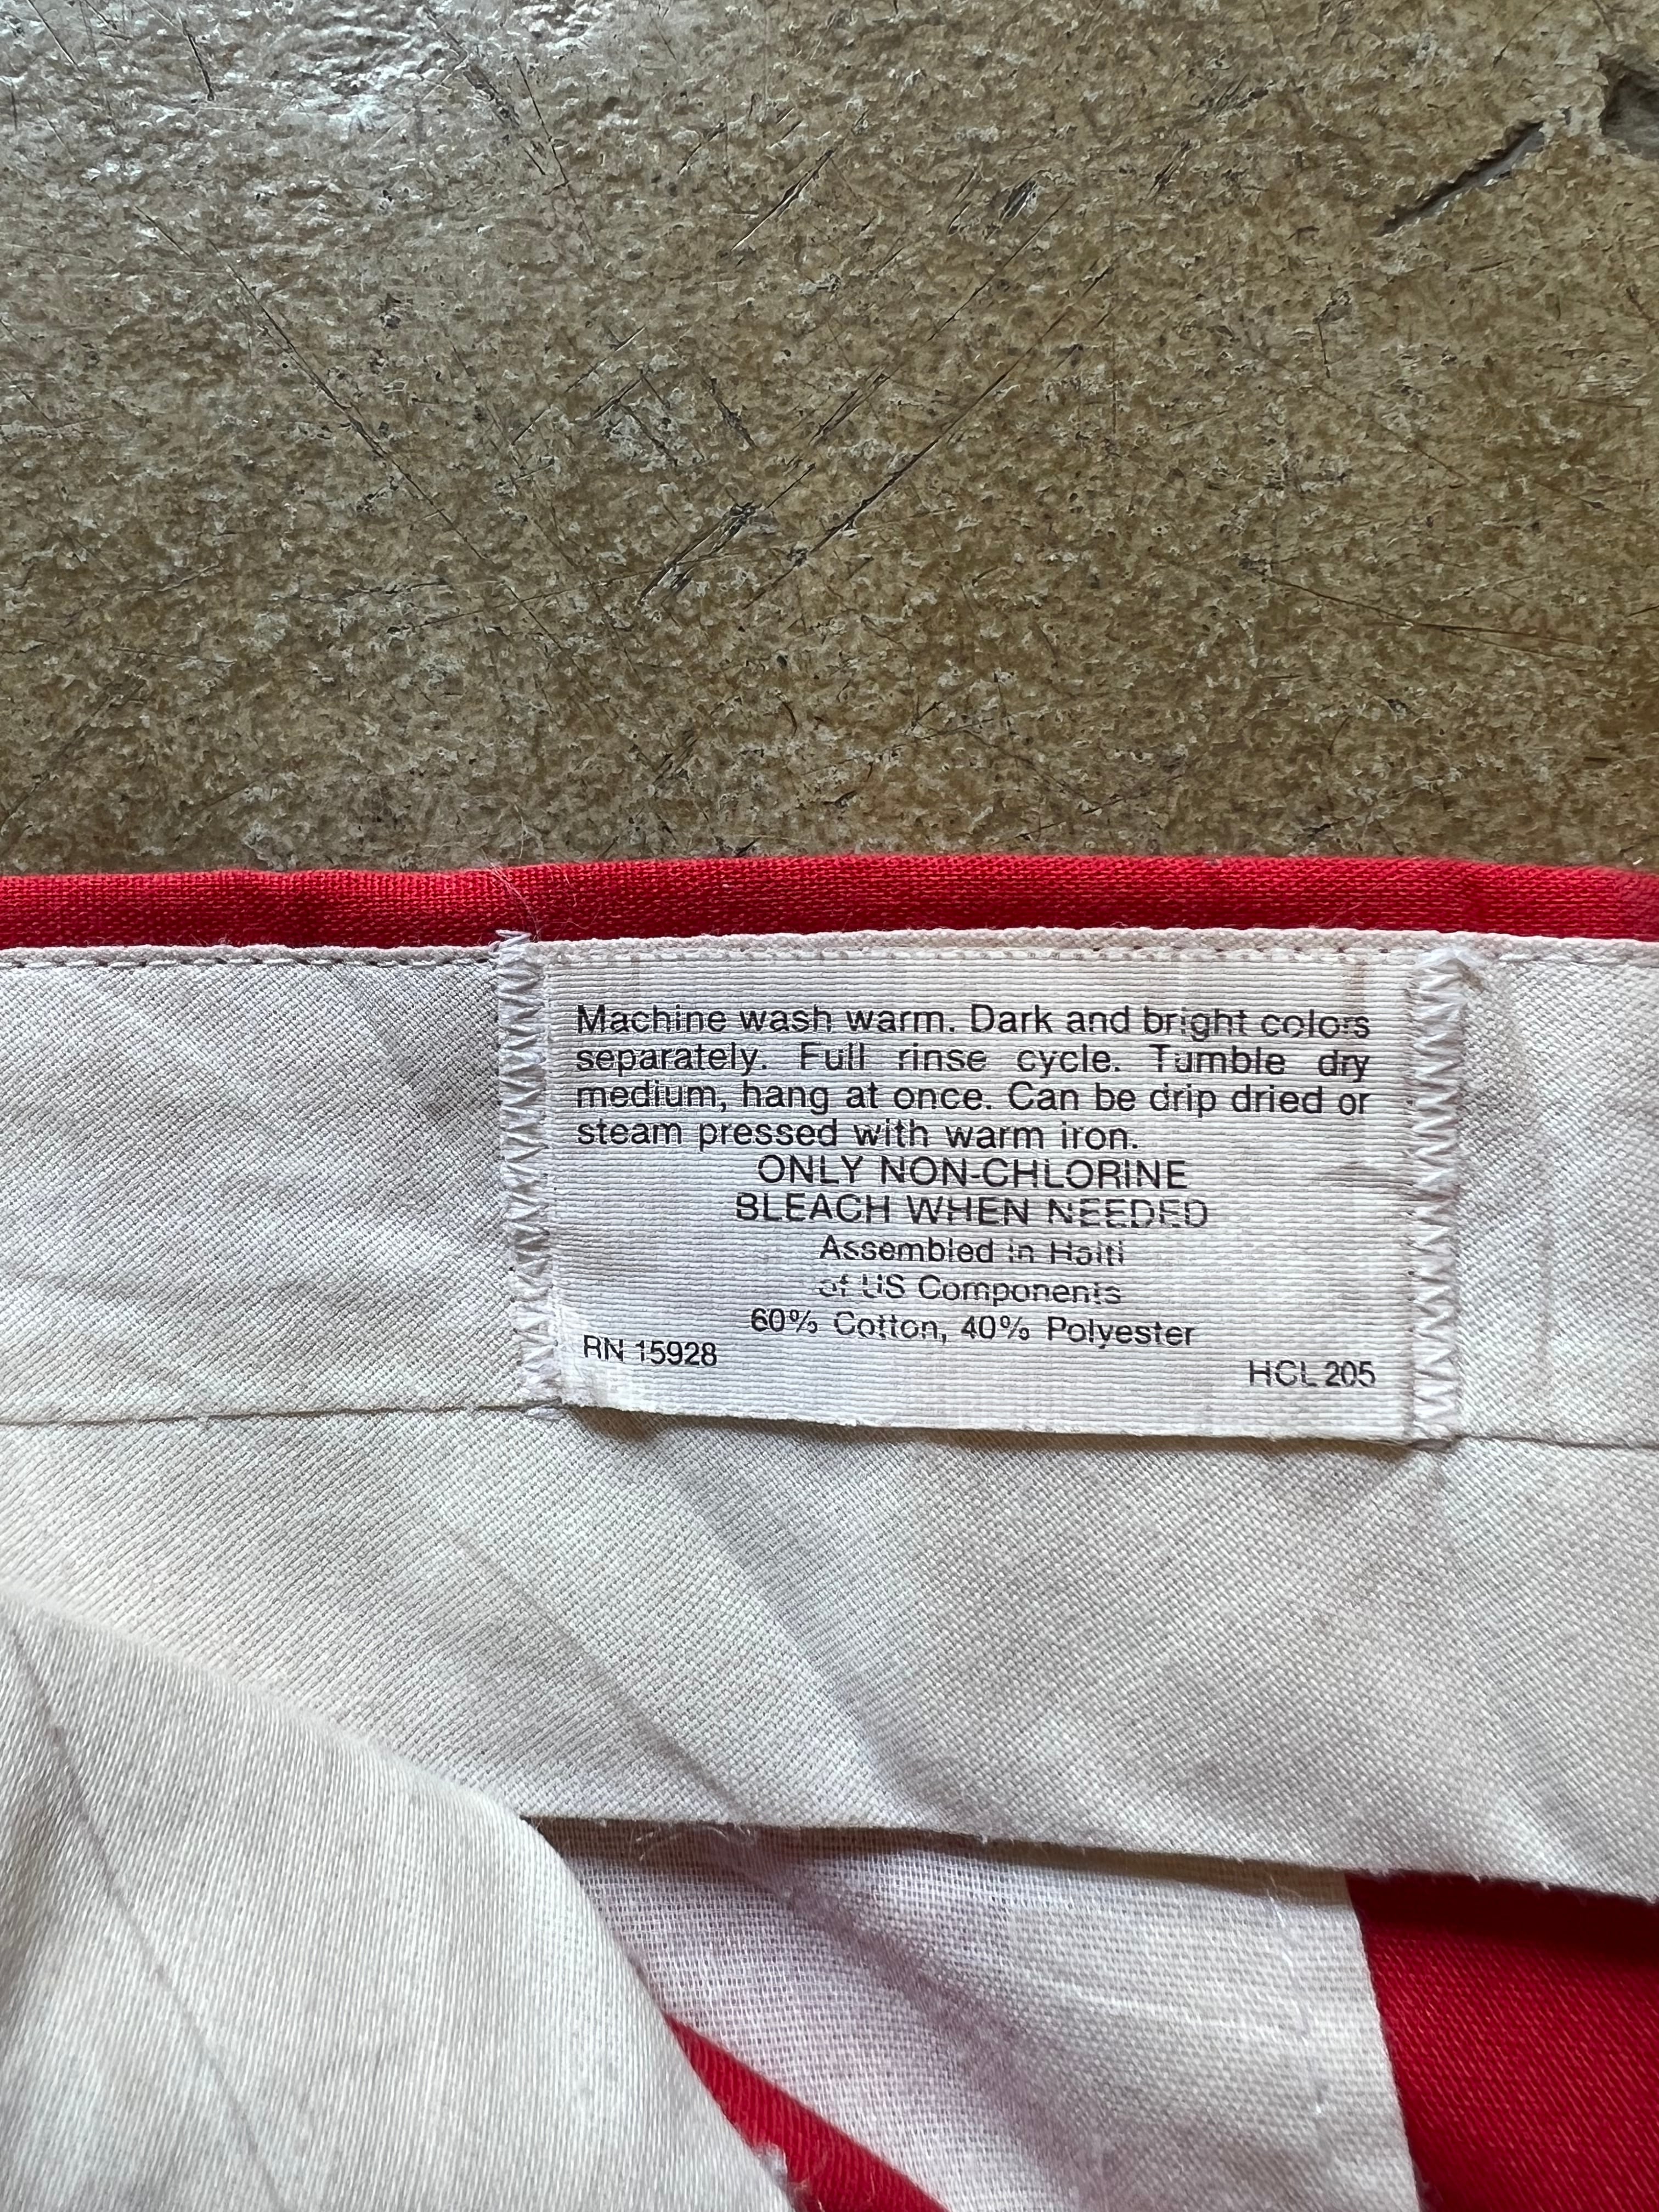 Machine wash warm. Dark and bright colors
separately. Full rinse cycle. Tumble dry
medium, hang at once. Can be drip dried or
steam pressed with warm iron.
ONLY NON-CHLORINE
BLEACH WHEN NEEDED
Assembled in Haiti
of US Components
60% Cotton, 40% Polyester
RN 15928
HCL 205